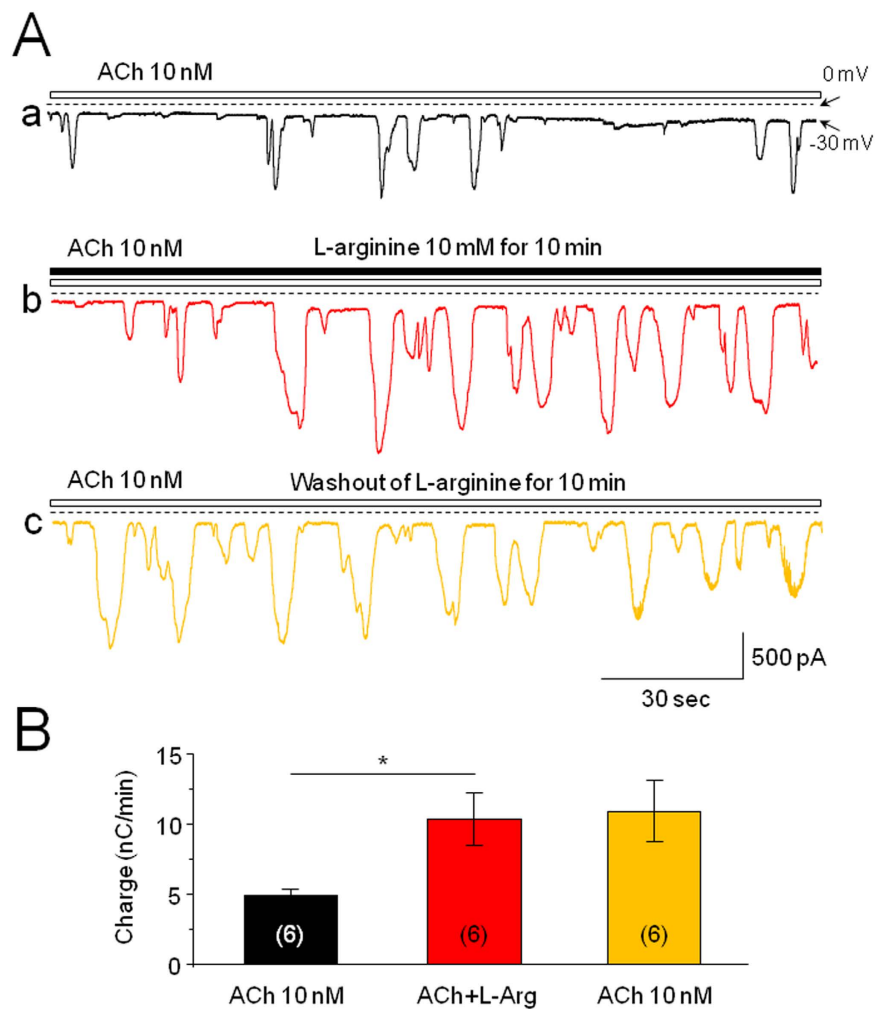 A
ACh 10 nM
0 mV
a
-30 mV
ACh 10 nM L-arginine 10 mM for 10 min
b
ACh 10 nM Washout of L-arginine for 10 min
c
500 pA
30 sec
B
Charge (nC/min)
15
10
5
0
*
(6) (6) (6)
ACh 10 nM ACh+L-Arg ACh 10 nM